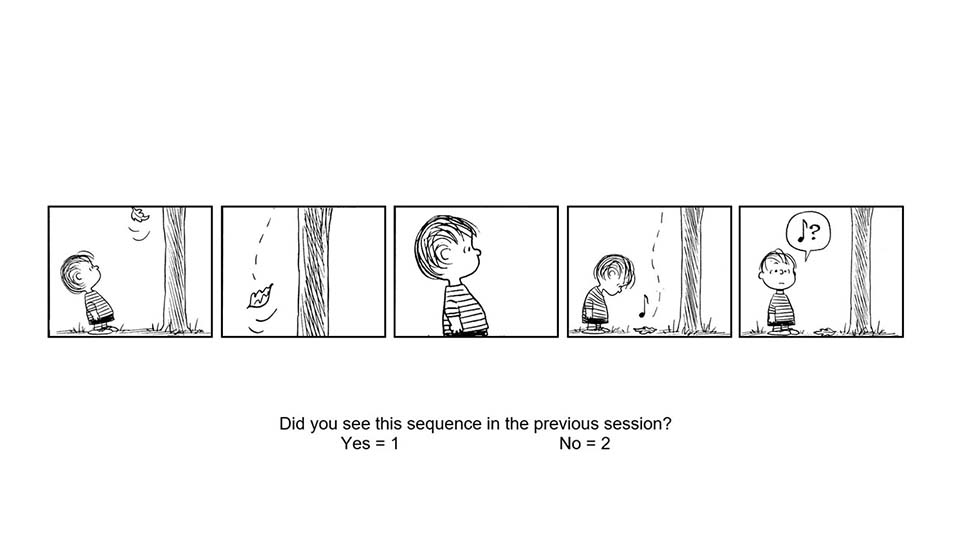 ♪?
Did you see this sequence in the previous session?
Yes = 1 No = 2